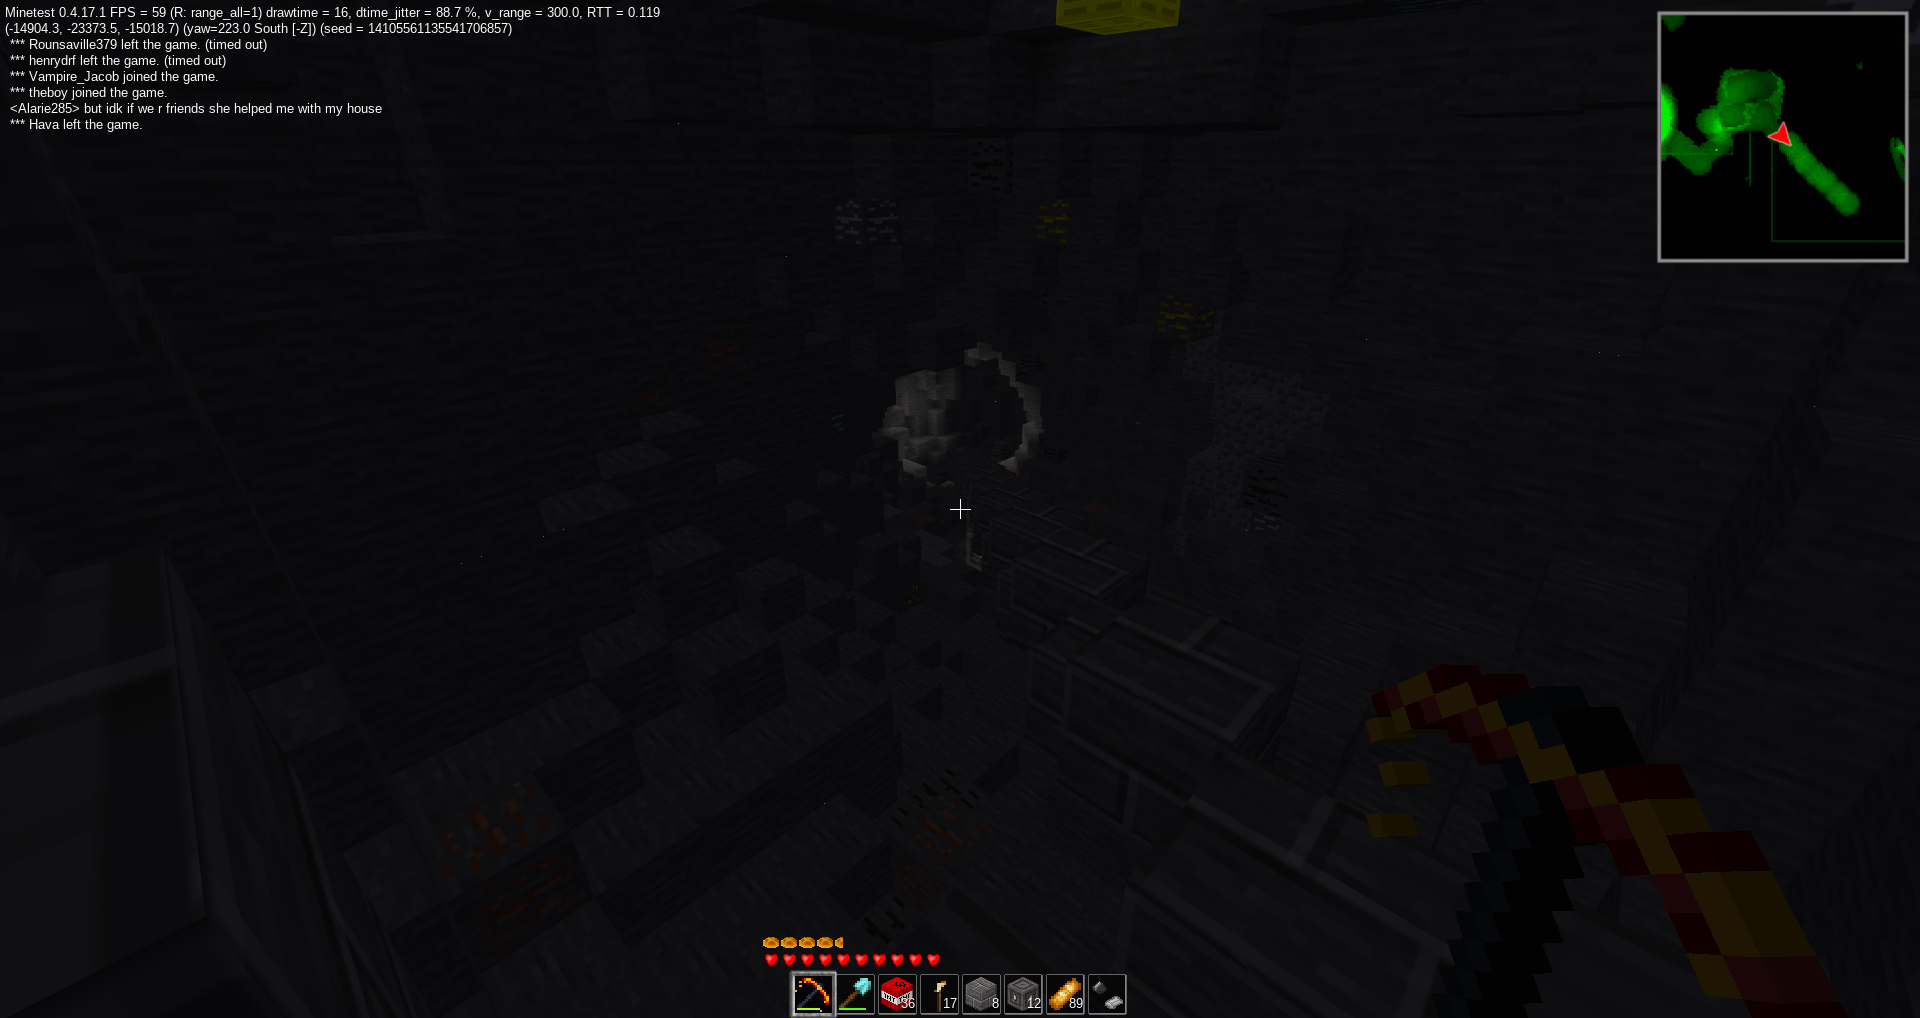 Minetest 0.4.17.1 FPS = 59 (R: range_all=1) drawtime = 16, dtime_jitter = 88.7 %, v_range = 300.0, RTT = 0.119
(-14904.3, -23373.5, -15018.7) (yaw=223.0 South [-Z]) (seed = 14105561135541706857)
*** Rounsaville379 left the game. (timed out)
*** henrydrf left the game. (timed out)
*** Vampire_Jacob joined the game.
*** theboy joined the game.
<Alarie285> but idk if we r friends she helped me with my house
*** Hava left the game.
36 17 8 12 89